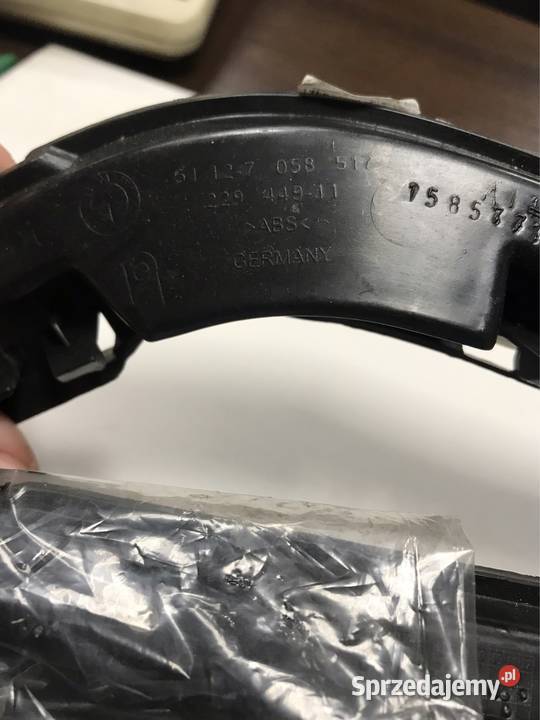 51 12-7 058 517
229 449-11
>ABS<
GERMANY
Sprzedajemy.pl